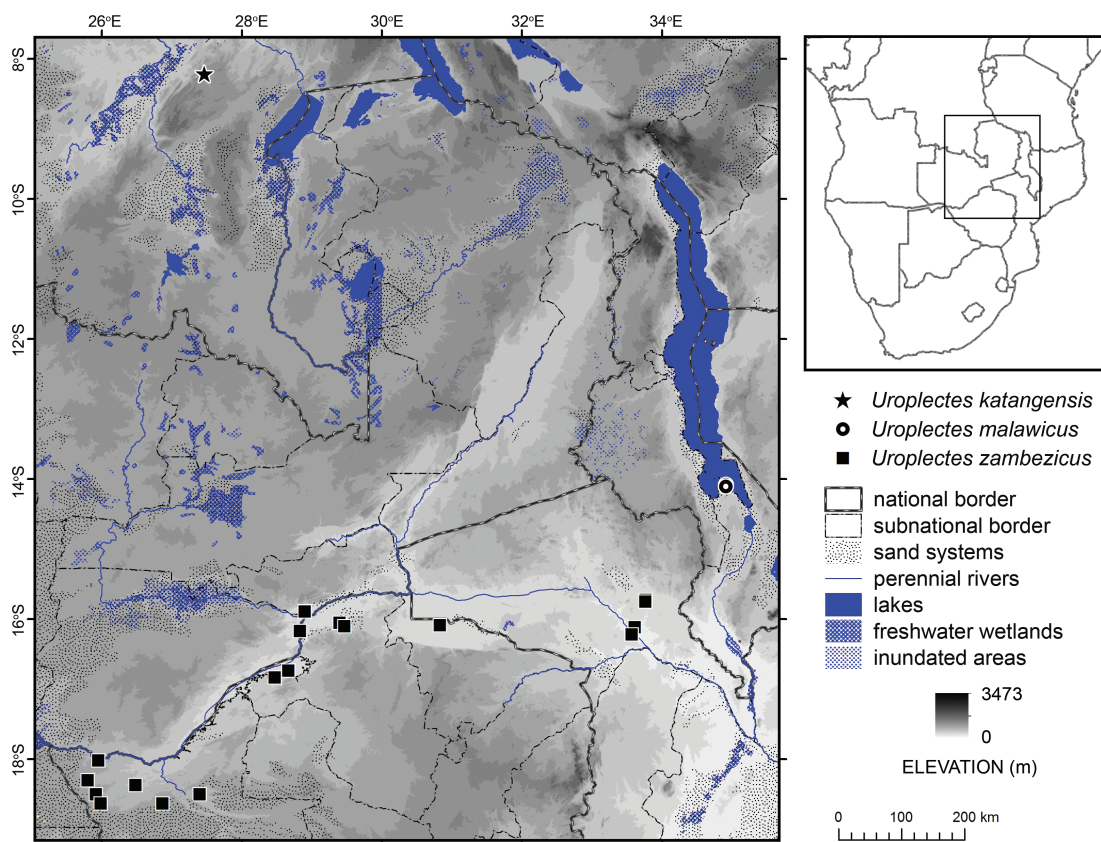 26°E 28°E 30°E 32°E 34°E
8°S
10°S
12°S
14°S
16°S
18°S
Uroplectes katangensis
Uroplectes malawicus
Uroplectes zambezicus
national border
subnational border
sand systems
perennial rivers
lakes
freshwater wetlands
inundated areas
3473
0
ELEVATION (m)
0 100 200 km